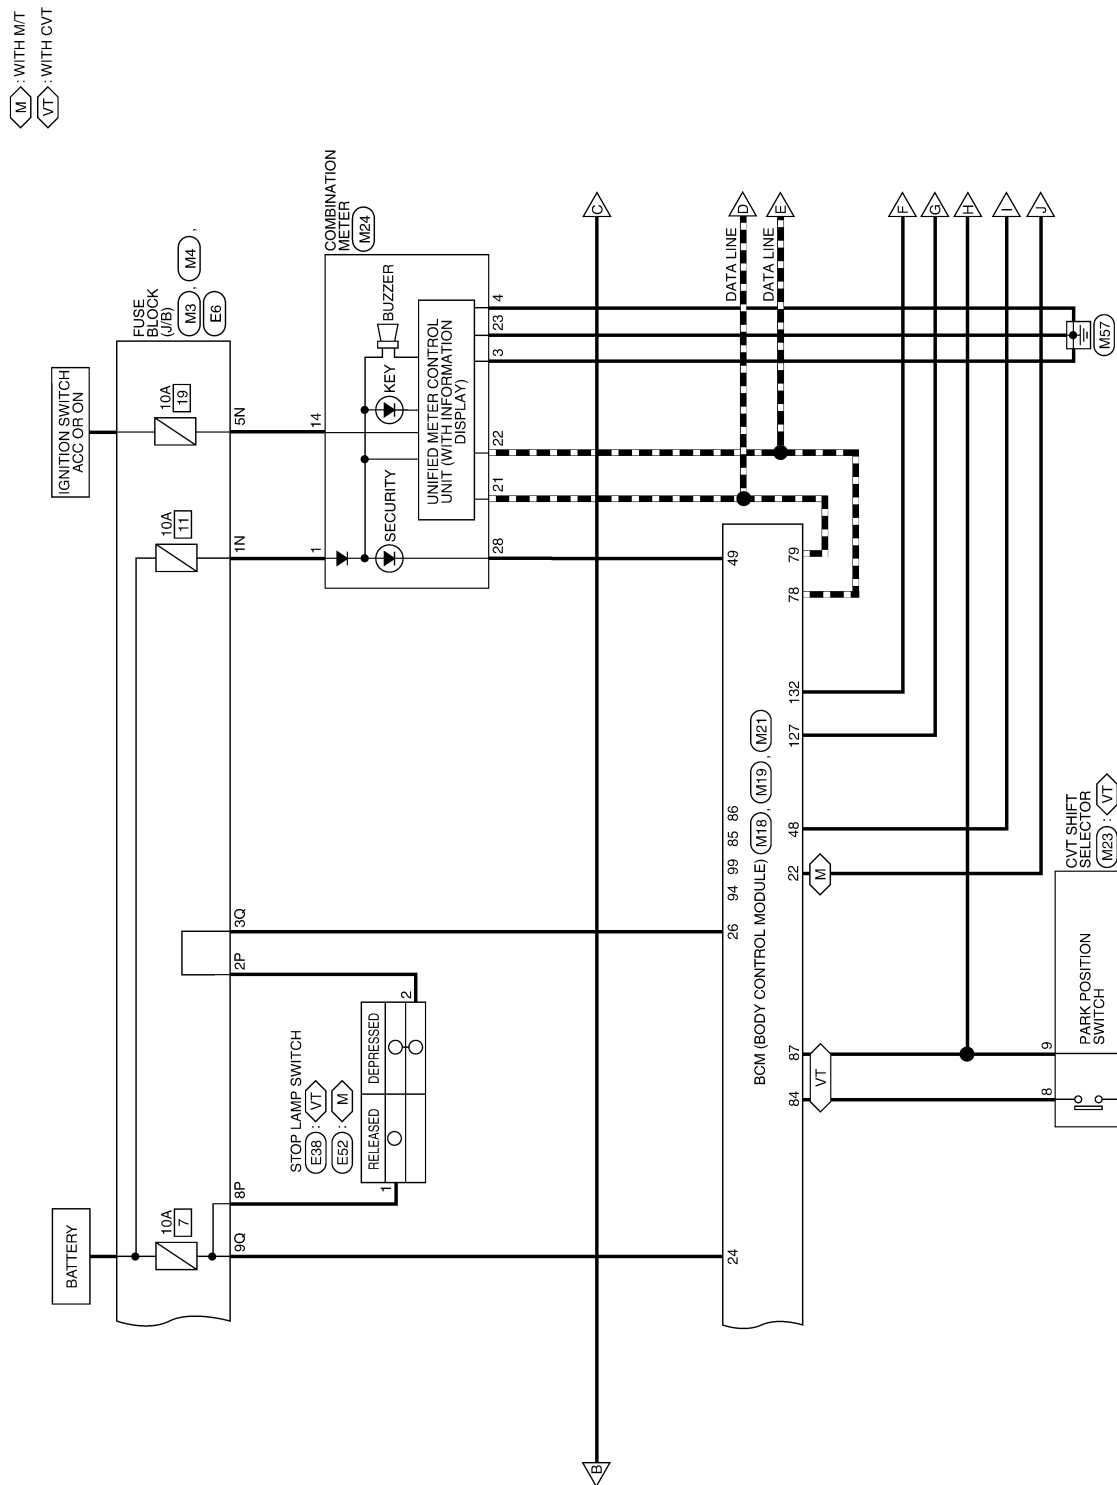 M : WITH M/T
VT : WITH CVT
BATTERY
IGNITION SWITCH
ACC OR ON
FUSE
BLOCK
(J/B)
M3 , M4 ,
E6
10A
7
10A
11
10A
19
9Q
8P
2P
3Q
1N
5N
STOP LAMP SWITCH
E38 : VT
E52 : M
RELEASED
DEPRESSED
1
2
COMBINATION
METER
M24
1
14
SECURITY
KEY
BUZZER
UNIFIED METER CONTROL
UNIT (WITH INFORMATION
DISPLAY)
28
21
22
3
23
4
B
C
DATA LINE
D
DATA LINE
E
24
26
94
99
85
86
49
BCM (BODY CONTROL MODULE) M18 , M19 , M21
84
87
22
48
127
132
78
79
VT
M
F
G
H
I
J
M57
CVT SHIFT
SELECTOR
M23 : VT
8
9
PARK POSITION
SWITCH